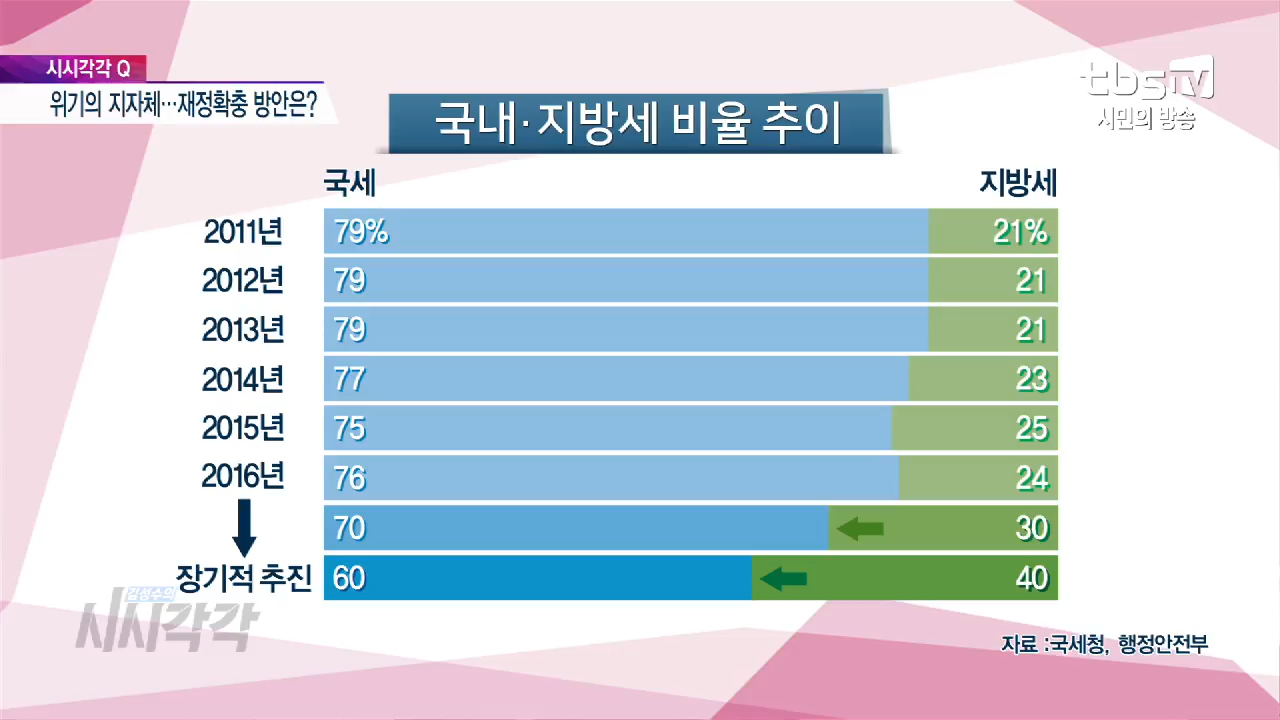 시시각각 Q
위기의 지자체…재정확충 방안은?
tbsTV
시민의 방송
국내·지방세 비율 추이
국세 지방세
2011년 79% 21%
2012년 79 21
2013년 79 21
2014년 77 23
2015년 75 25
2016년 76 24
70 30
장기적 추진 60 40
김성수의
시시각각
자료 :국세청, 행정안전부